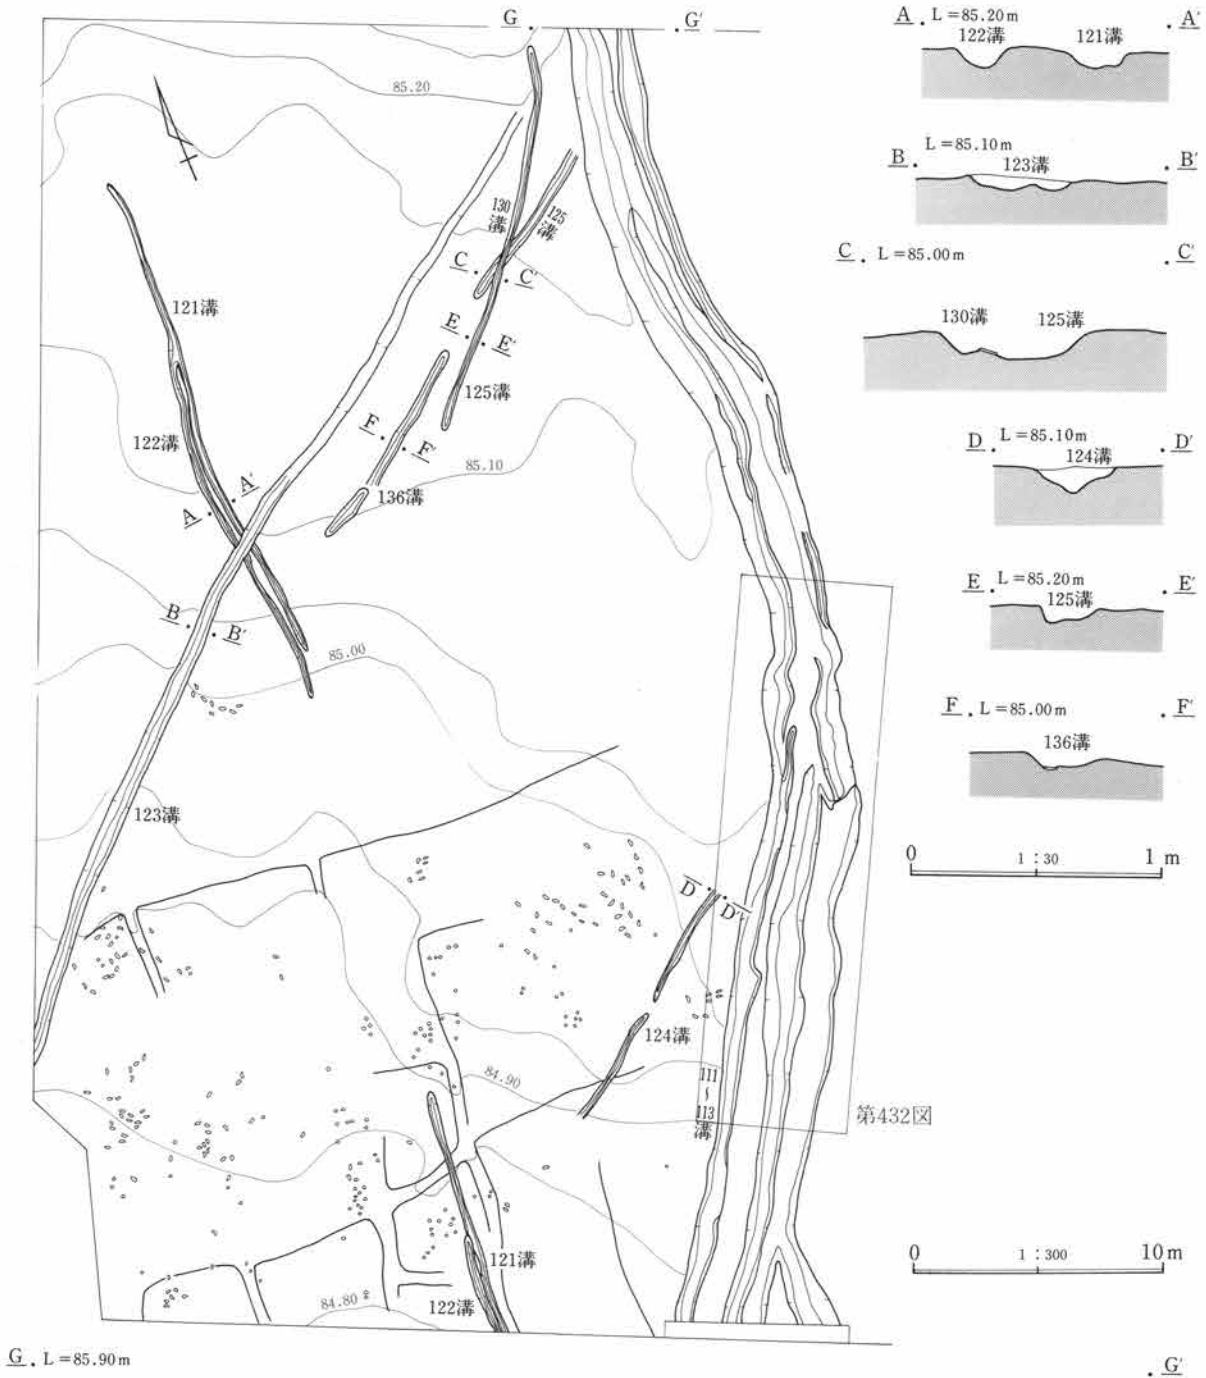 G G'
85.20
130溝
125溝
C C'
121溝
E E'
125溝
122溝
F F'
85.10
136溝
A A'
B B'
85.00
123溝
D D'
124溝
84.90
111〜113溝
第432図
121溝
84.80
122溝
G L=85.90m
G'
A L=85.20m A'
122溝 121溝
B L=85.10m B'
123溝
C L=85.00m C'
130溝 125溝
D L=85.10m D'
124溝
E L=85.20m E'
125溝
F L=85.00m F'
136溝
0 1:30 1m
0 1:300 10m